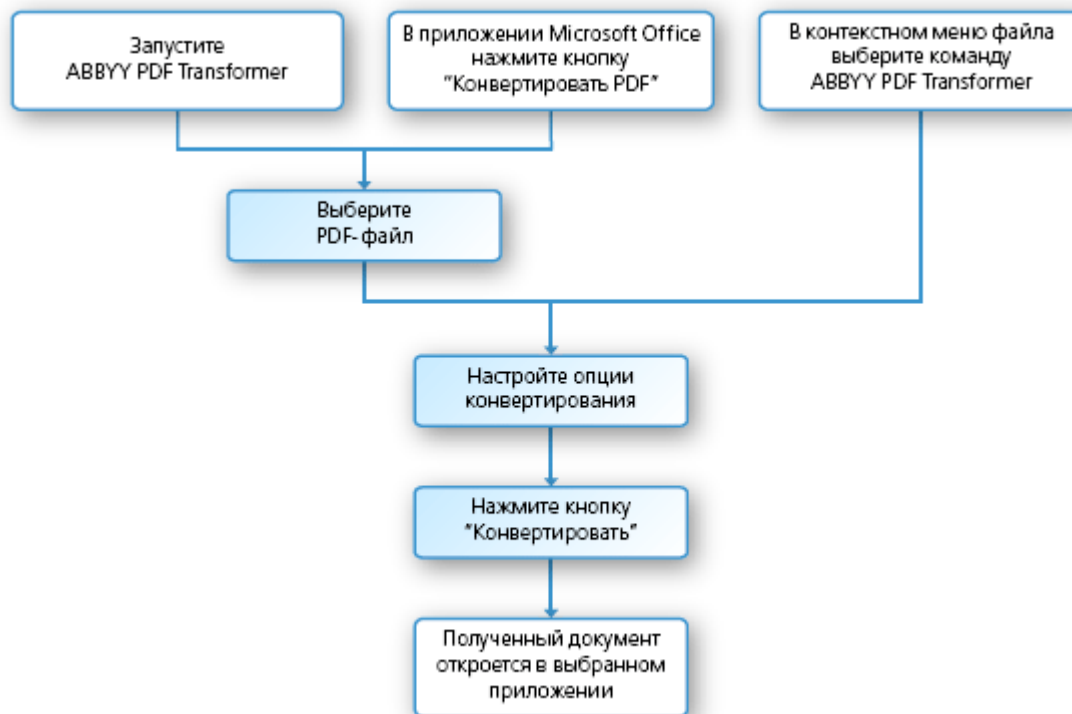 Запустите
ABBYY PDF Transformer
В приложении Microsoft Office
нажмите кнопку
"Конвертировать PDF"
В контекстном меню файла
выберите команду
ABBYY PDF Transformer
Выберите
PDF-файл
Настройте опции
конвертирования
Нажмите кнопку
"Конвертировать"
Полученный документ
откроется в выбранном
приложении